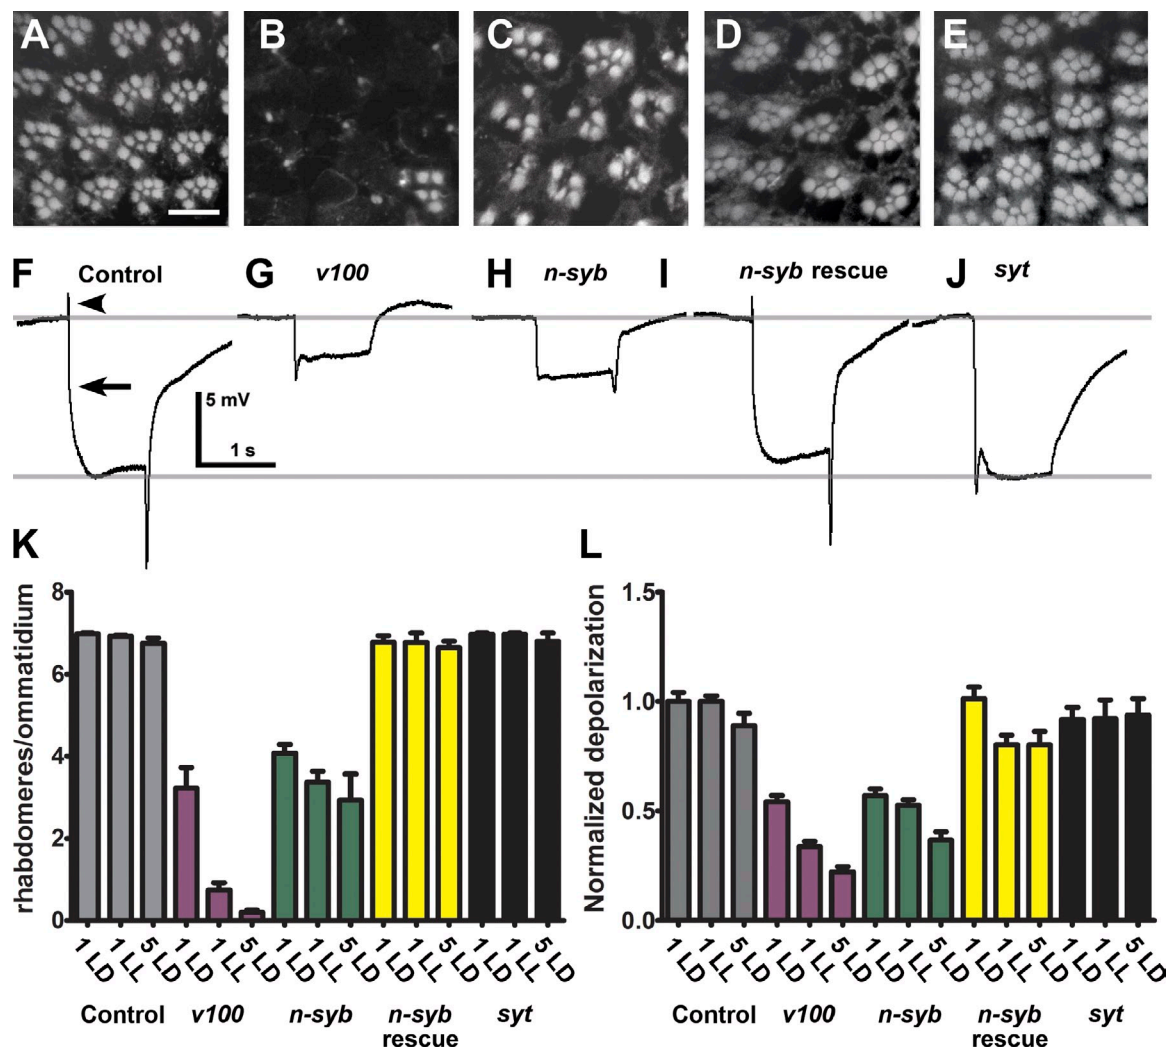 A B C D E
F Control G v100 H n-syb I n-syb rescue J syt
5 mV
1 s
K
rhabdomeres/ommatidium
8
6
4
2
0
1 LD 1 LL 5 LD 1 LD 1 LL 5 LD 1 LD 1 LL 5 LD 1 LD 1 LL 5 LD 1 LD 1 LL 5 LD
Control v100 n-syb n-syb syt
rescue
L
Normalized depolarization
1.5
1.0
0.5
0.0
1 LD 1 LL 5 LD 1 LD 1 LL 5 LD 1 LD 1 LL 5 LD 1 LD 1 LL 5 LD 1 LD 1 LL 5 LD
Control v100 n-syb n-syb syt
rescue